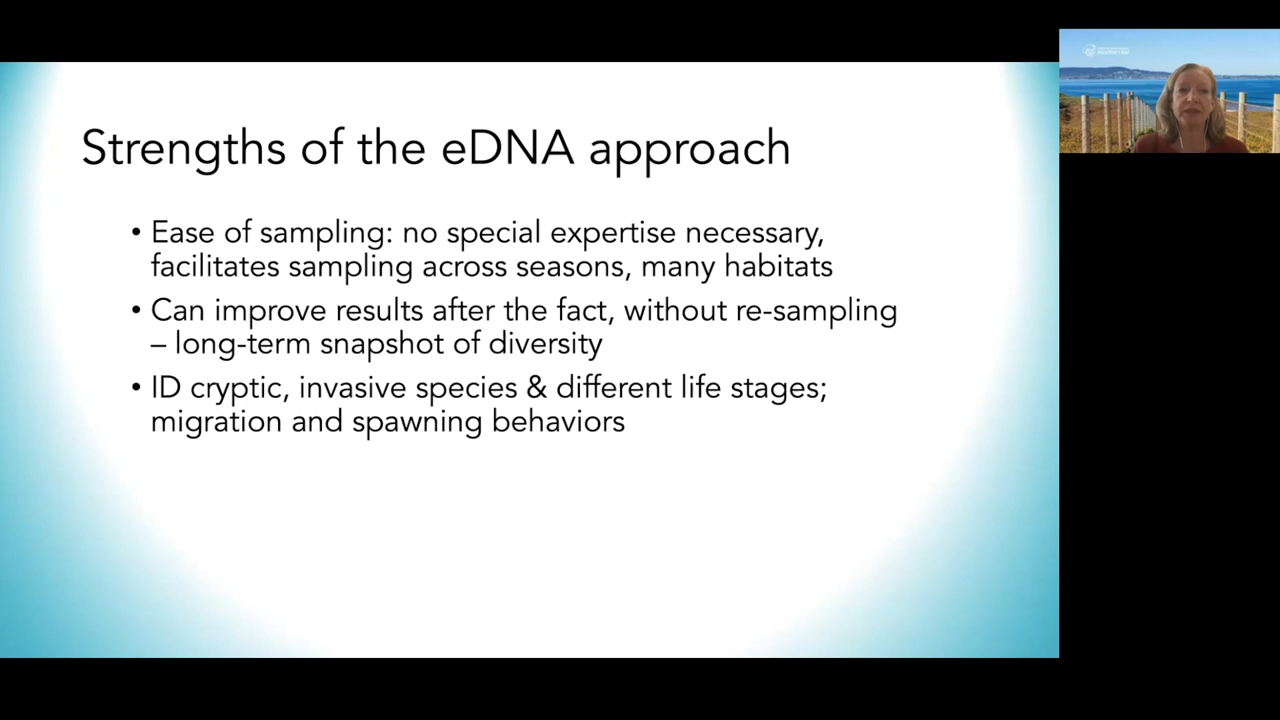 Strengths of the eDNA approach
• Ease of sampling: no special expertise necessary,
facilitates sampling across seasons, many habitats
• Can improve results after the fact, without re-sampling
– long-term snapshot of diversity
• ID cryptic, invasive species & different life stages;
migration and spawning behaviors